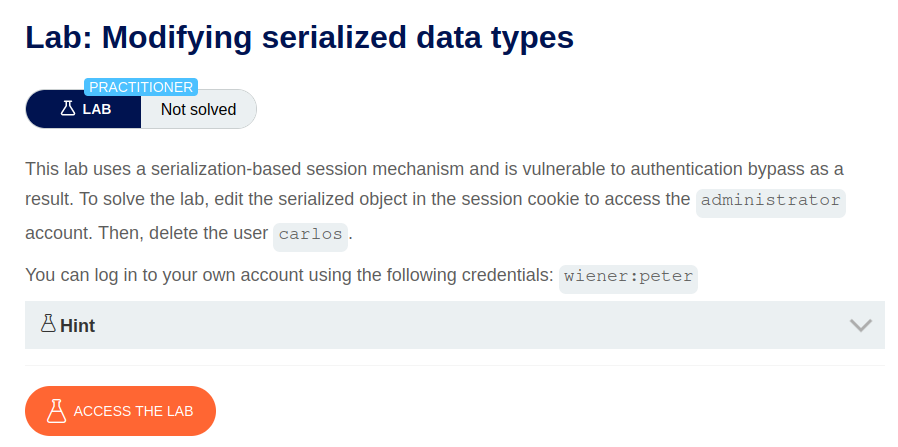 Lab: Modifying serialized data types
PRACTITIONER
LAB
Not solved
This lab uses a serialization-based session mechanism and is vulnerable to authentication bypass as a
result. To solve the lab, edit the serialized object in the session cookie to access the administrator
account. Then, delete the user carlos.
You can log in to your own account using the following credentials: wiener:peter
Hint
ACCESS THE LAB